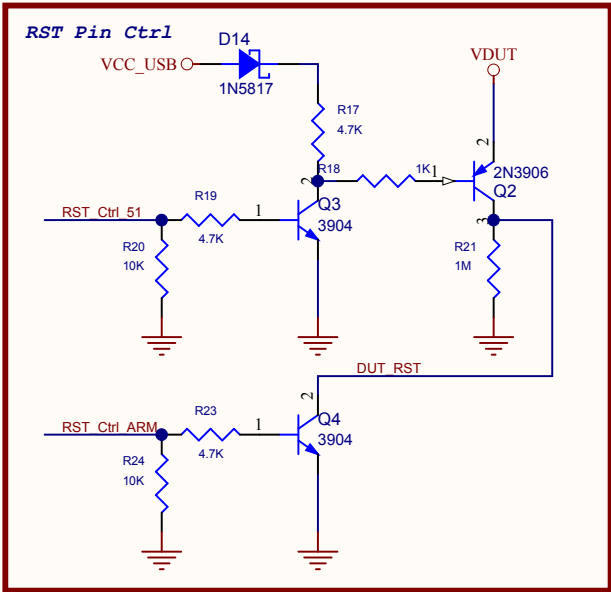 RST Pin Ctrl
D14
VCC_USB
1N5817
VDUT
R17
4.7K
2
R18
1K
1
2
2N3906
Q2
3
R19
4.7K
1
2
Q3
3904
RST_Ctrl_51
R20
10K
R21
1M
DUT_RST
R23
4.7K
1
2
Q4
3904
RST_Ctrl_ARM
R24
10K